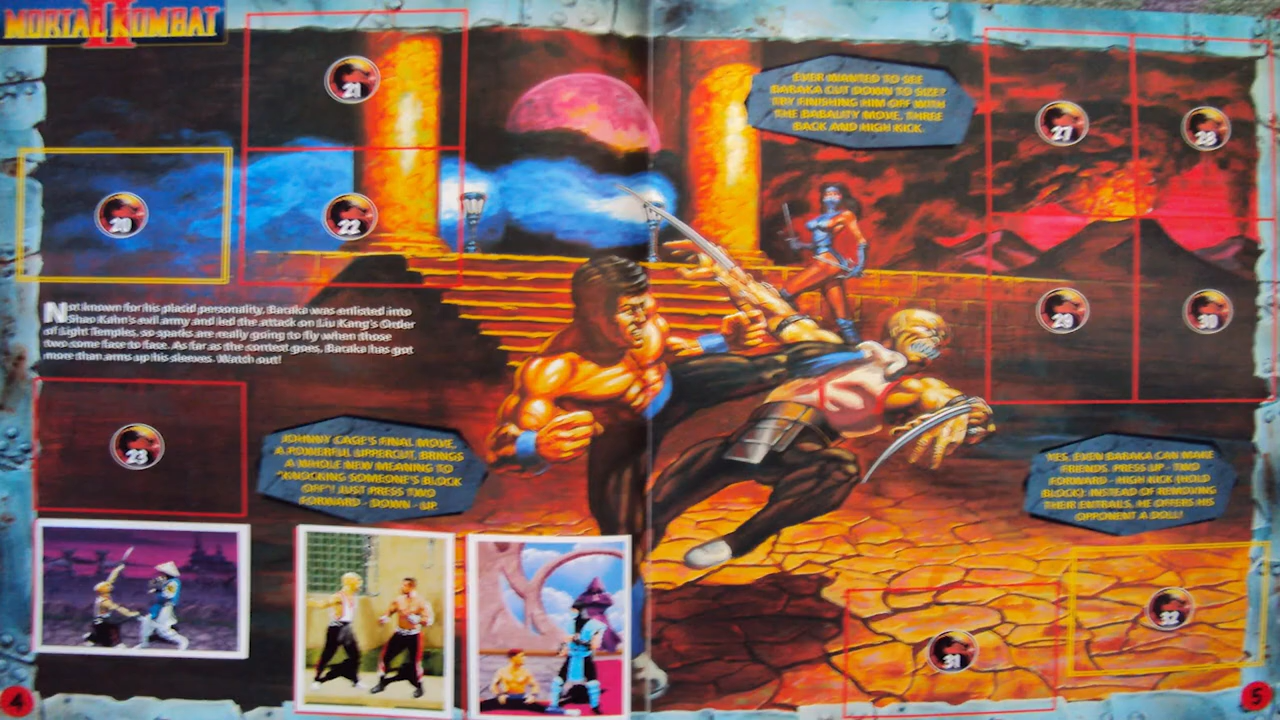 MORTAL KOMBAT
II
21
20
22
Not known for his placid personality, Baraka was enlisted into
Shao Kahn's evil army and led the attack on Liu Kang's Order
of Light Temples, so sparks are really going to fly when those
two come face to face. As far as the contest goes, Baraka has got
more than arms up his sleeves. Watch out!
23
JOHNNY CAGE'S FINAL MOVE,
A POWERFUL UPPERCUT, BRINGS
A WHOLE NEW MEANING TO
"KNOCKING SOMEONE'S BLOCK
OFF"! JUST PRESS TWO
FORWARD - DOWN - UP.
4
EVER WANTED TO SEE
BARAKA CUT DOWN TO SIZE?
TRY FINISHING HIM OFF WITH
THE BABALITY MOVE, THREE
BACK AND HIGH KICK.
27
28
29
30
YES, EVEN BARAKA CAN MAKE
FRIENDS. PRESS UP - TWO
FORWARD - HIGH KICK (HOLD
BLOCK): INSTEAD OF REMOVING
THEIR ENTRAILS, HE OFFERS HIS
OPPONENT A DOLL!
31
32
5